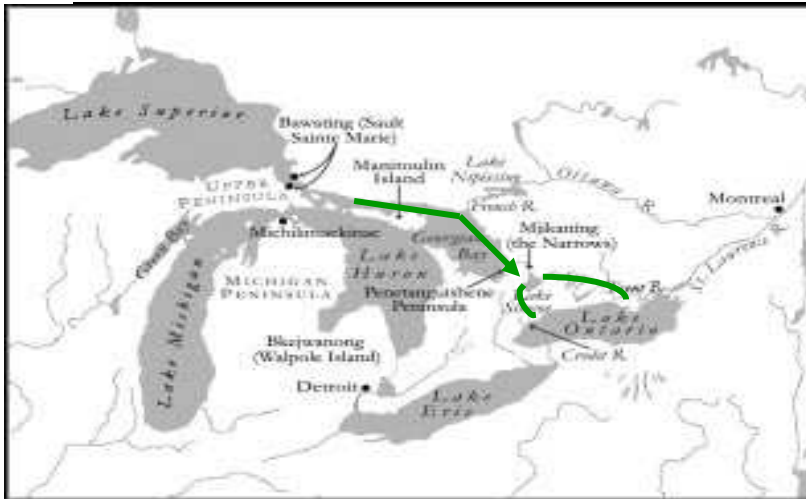 Lake Superior
Bawating (Sault
Sainte Marie)
Manitoulin
Island
Lake
Nipissing
Ottawa
R.
Montreal
UPPER
PENINSULA
French R.
Mjikaning
(the Narrows)
St. Lawrence R.
Michilimackinac
Green Bay
Georgian
Bay
Lake
Huron
MICHIGAN
PENINSULA
Penetanguishene
Peninsula
Lake
R.
Lake Michigan
Lake
Ontario
Bkejwanong
(Walpole Island)
Credit R.
Detroit
Lake
Erie